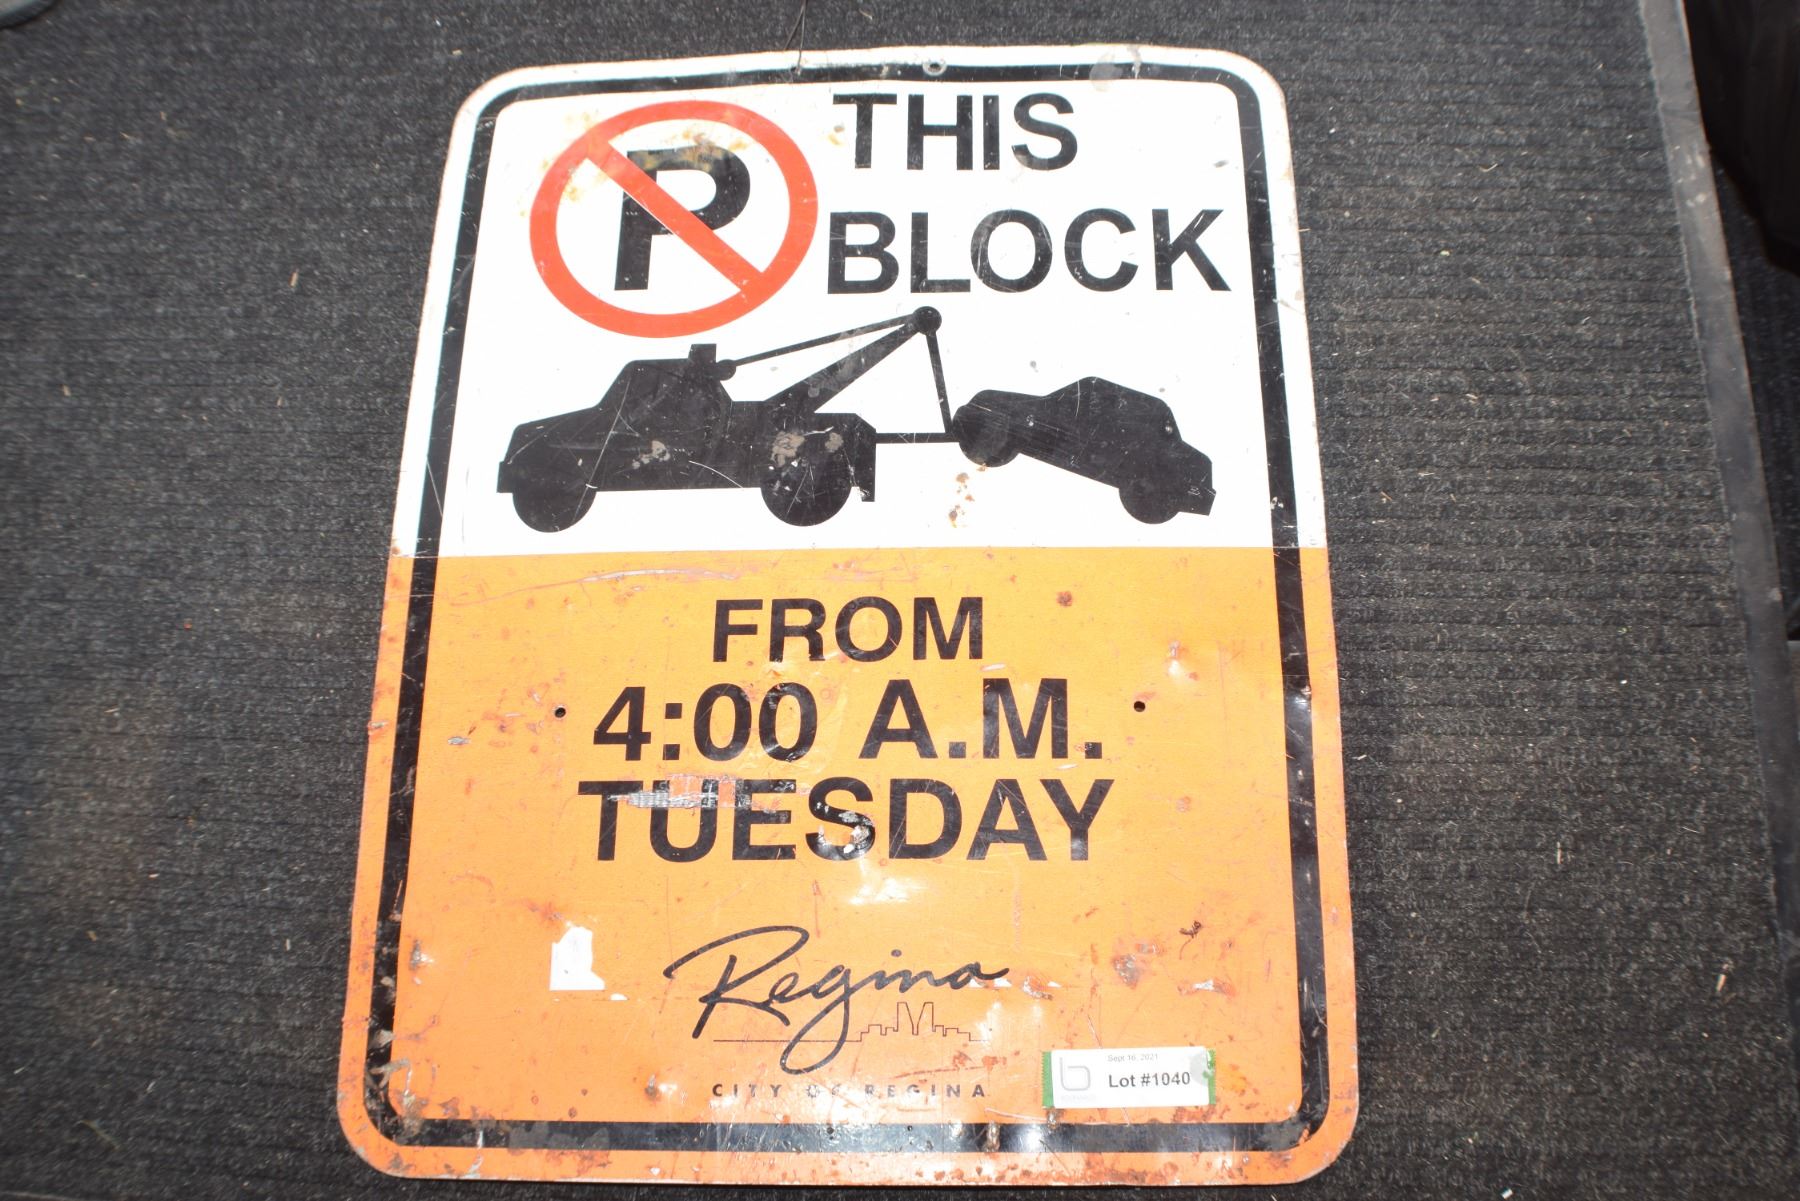 P THIS
BLOCK
FROM
4:00 A.M.
TUESDAY
Regina
CITY OF REGINA
Sept 16, 2021
Lot #1040